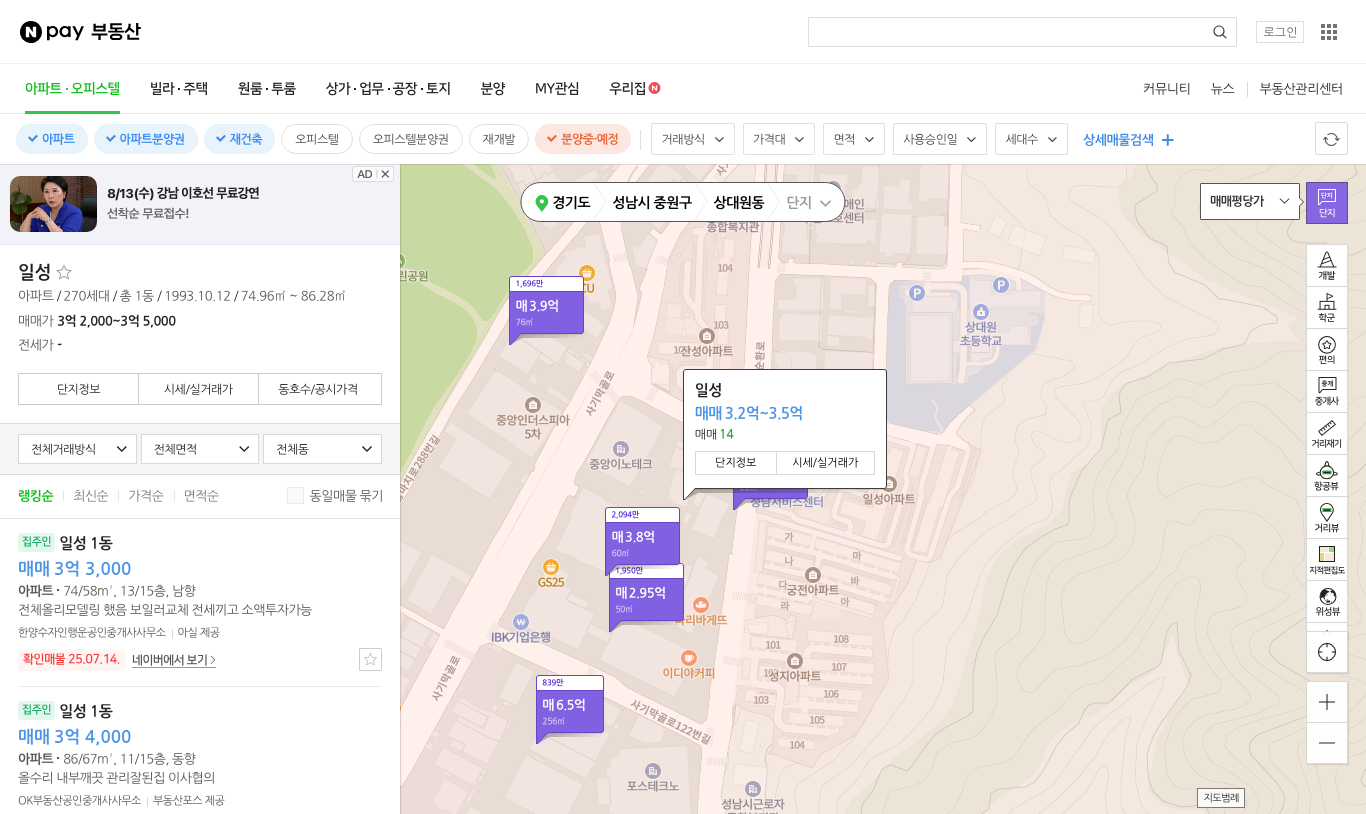 N pay 부동산
로그인
아파트 · 오피스텔 빌라 · 주택 원룸 · 투룸 상가 · 업무 · 공장 · 토지 분양 MY관심 우리집 N
커뮤니티 뉴스 부동산관리센터
아파트 아파트분양권 재건축 오피스텔 오피스텔분양권 재개발 분양중·예정 거래방식 가격대 면적 사용승인일 세대수 상세매물검색
AD
8/13(수) 강남 이호선 무료강연
선착순 무료접수!
일성
아파트 / 270세대 / 총 1동 / 1993.10.12 / 74.96㎡ ~ 86.28㎡
매매가 3억 2,000~3억 5,000
전세가 -
단지정보 시세/실거래가 동호수/공시가격
전체거래방식 전체면적 전체동
랭킹순 최신순 가격순 면적순 동일매물 묶기
집주인 일성 1동
매매 3억 3,000
아파트 · 74/58㎡, 13/15층, 남향
전체올리모델링 했음 보일러교체 전세끼고 소액투자가능
한양수자인행운공인중개사사무소 아실 제공
확인매물 25.07.14. 네이버에서 보기
집주인 일성 1동
매매 3억 4,000
아파트 · 86/67㎡, 11/15층, 동향
올수리 내부깨끗 관리잘된집 이사협의
OK부동산공인중개사사무소 부동산포스 제공
경기도 성남시 중원구 상대원동 단지
종합복지관
매매평당가
단지
단지
개발
학군
편의
중개
중개사
거리재기
항공뷰
거리뷰
지적편집도
위성뷰
린공원
CU
1,696만
매 3.9억
76㎡
104
103
산성아파트
P
P
상대원
초등학교
사기막골로
중앙인더스피아
5차
중앙이노테크
일성
매매 3.2억~3.5억
매매 14
단지정보 시세/실거래가
성남서비스센터
일성아파트
2,094만
매 3.8억
60㎡
1,950만
매 2.95억
50㎡
GS25
IBK기업은행
가
나
다
라
마
바
아
궁전아파트
파리바게뜨
이디야커피
101
102
103
104
105
106
107
108
성지아파트
사기막골로
839만
매 6.5억
256㎡
사기막골로122번길
포스테크노
성남시근로자
지도범례